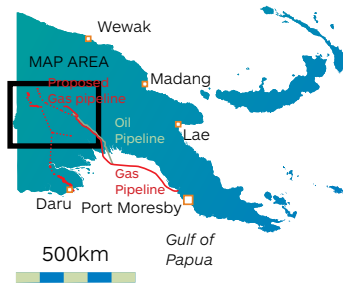 Wewak
MAP AREA
Madang
Proposed
Gas pipeline
Oil
Pipeline
Lae
Gas
Pipeline
Daru
Port Moresby
Gulf of
Papua
500km